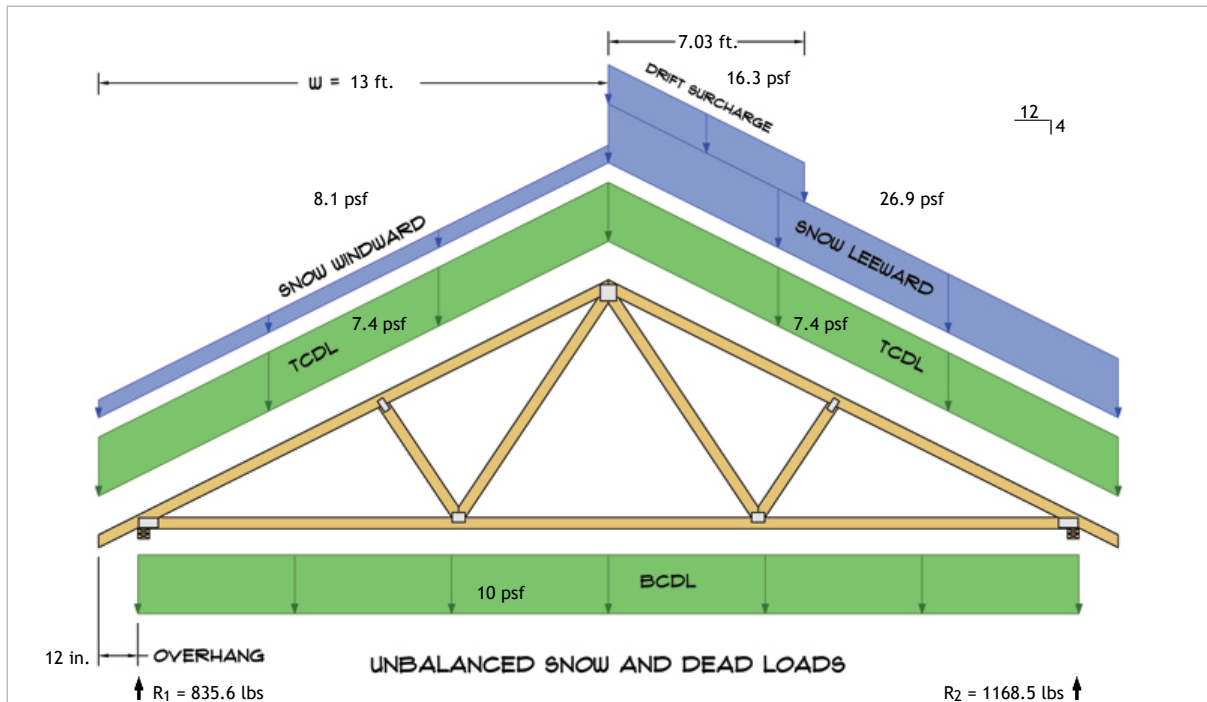 7.03 ft.
DRIFT SURCHARGE
16.3 psf
W = 13 ft.
12
4
8.1 psf
26.9 psf
SNOW WINDWARD
SNOW LEEWARD
7.4 psf
7.4 psf
TCDL
TCDL
10 psf
BCDL
12 in.
OVERHANG
UNBALANCED SNOW AND DEAD LOADS
R1 = 835.6 lbs
R2 = 1168.5 lbs